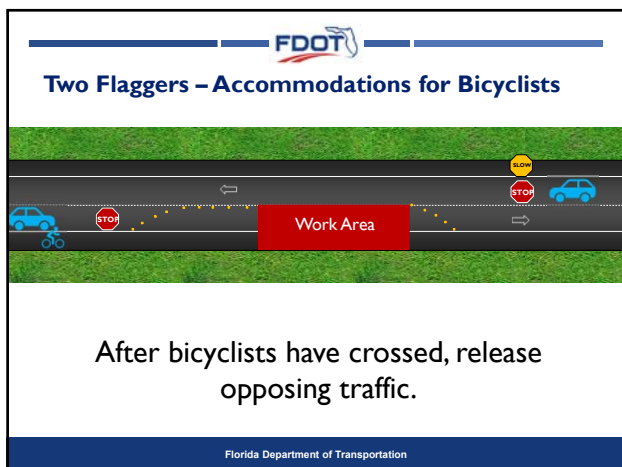 FDOT
Two Flaggers – Accommodations for Bicyclists
SLOW
STOP
STOP
Work Area
After bicyclists have crossed, release
opposing traffic.
Florida Department of Transportation